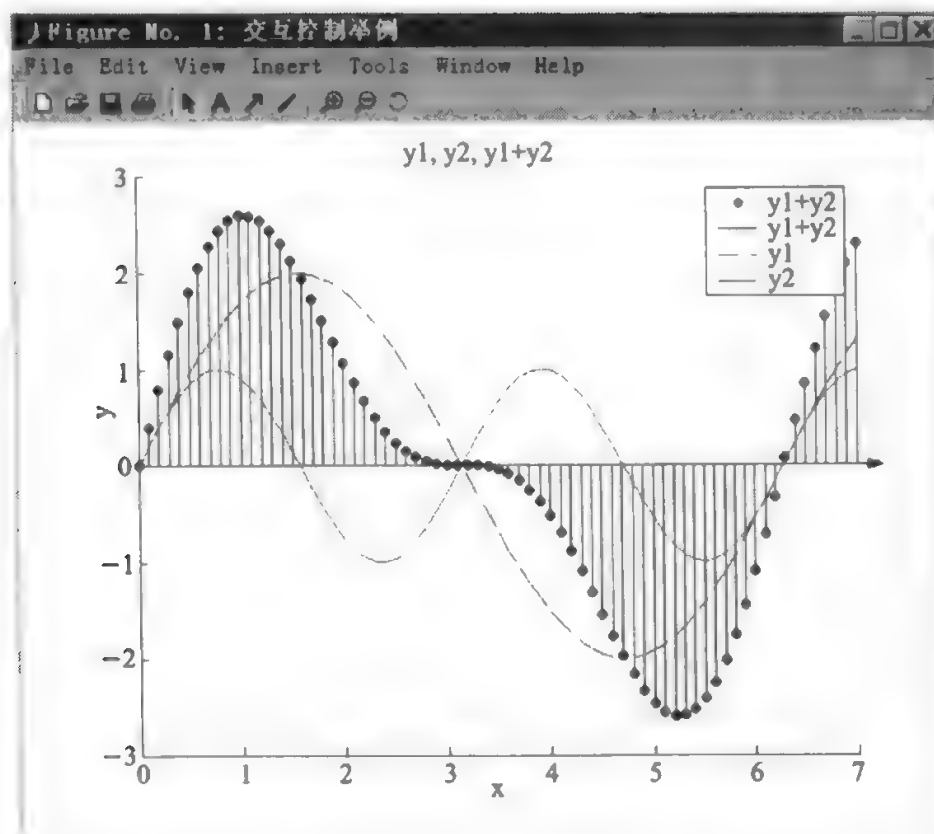 Figure No. 1: 交互控制举例
File Edit View Insert Tools Window Help
y1, y2, y1+y2
3
2
1
0
−1
−2
−3
y
y1+y2
y1+y2
y1
y2
0 1 2 3 4 5 6 7
x